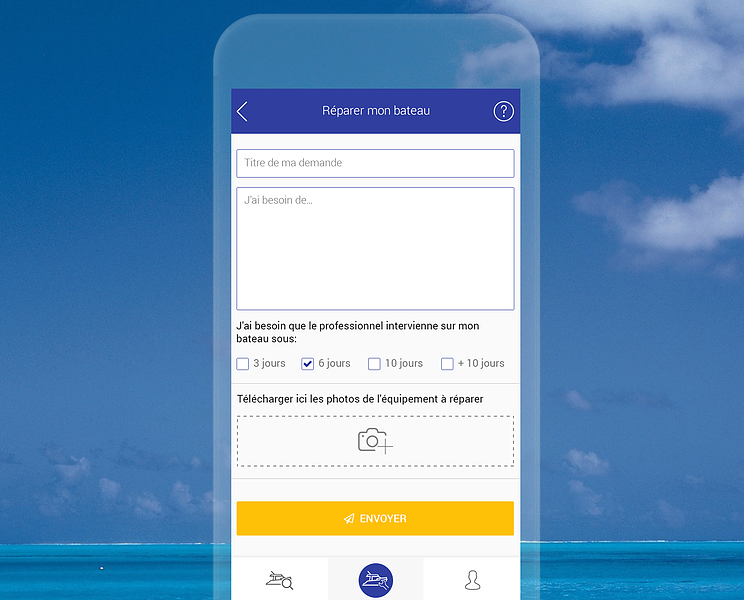 Réparer mon bateau
?
Titre de ma demande
J'ai besoin de...
J'ai besoin que le professionnel intervienne sur mon
bateau sous:
3 jours 6 jours 10 jours + 10 jours
Télécharger ici les photos de l'équipement à réparer
ENVOYER